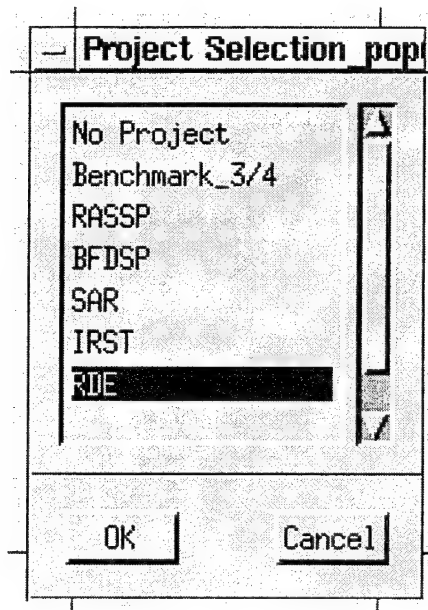 Project Selection_pop
No Project
Benchmark_3/4
RASSP
BFDSP
SAR
IRST
RDE
OK Cancel